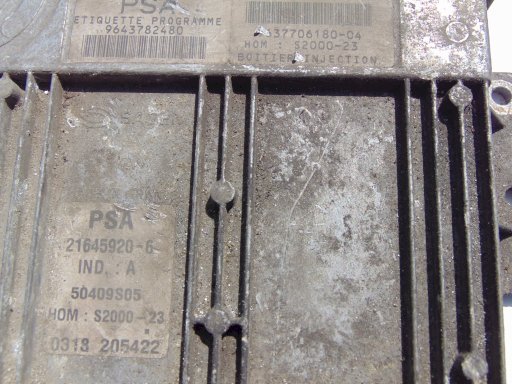 PSA
ETIQUETTE PROGRAMME
9643782480
37706180-04
HOM : S2000-23
BOITIER INJECTION
PSA
21645920-6
IND. : A
50409S05
HOM : S2000-23
0313 205422